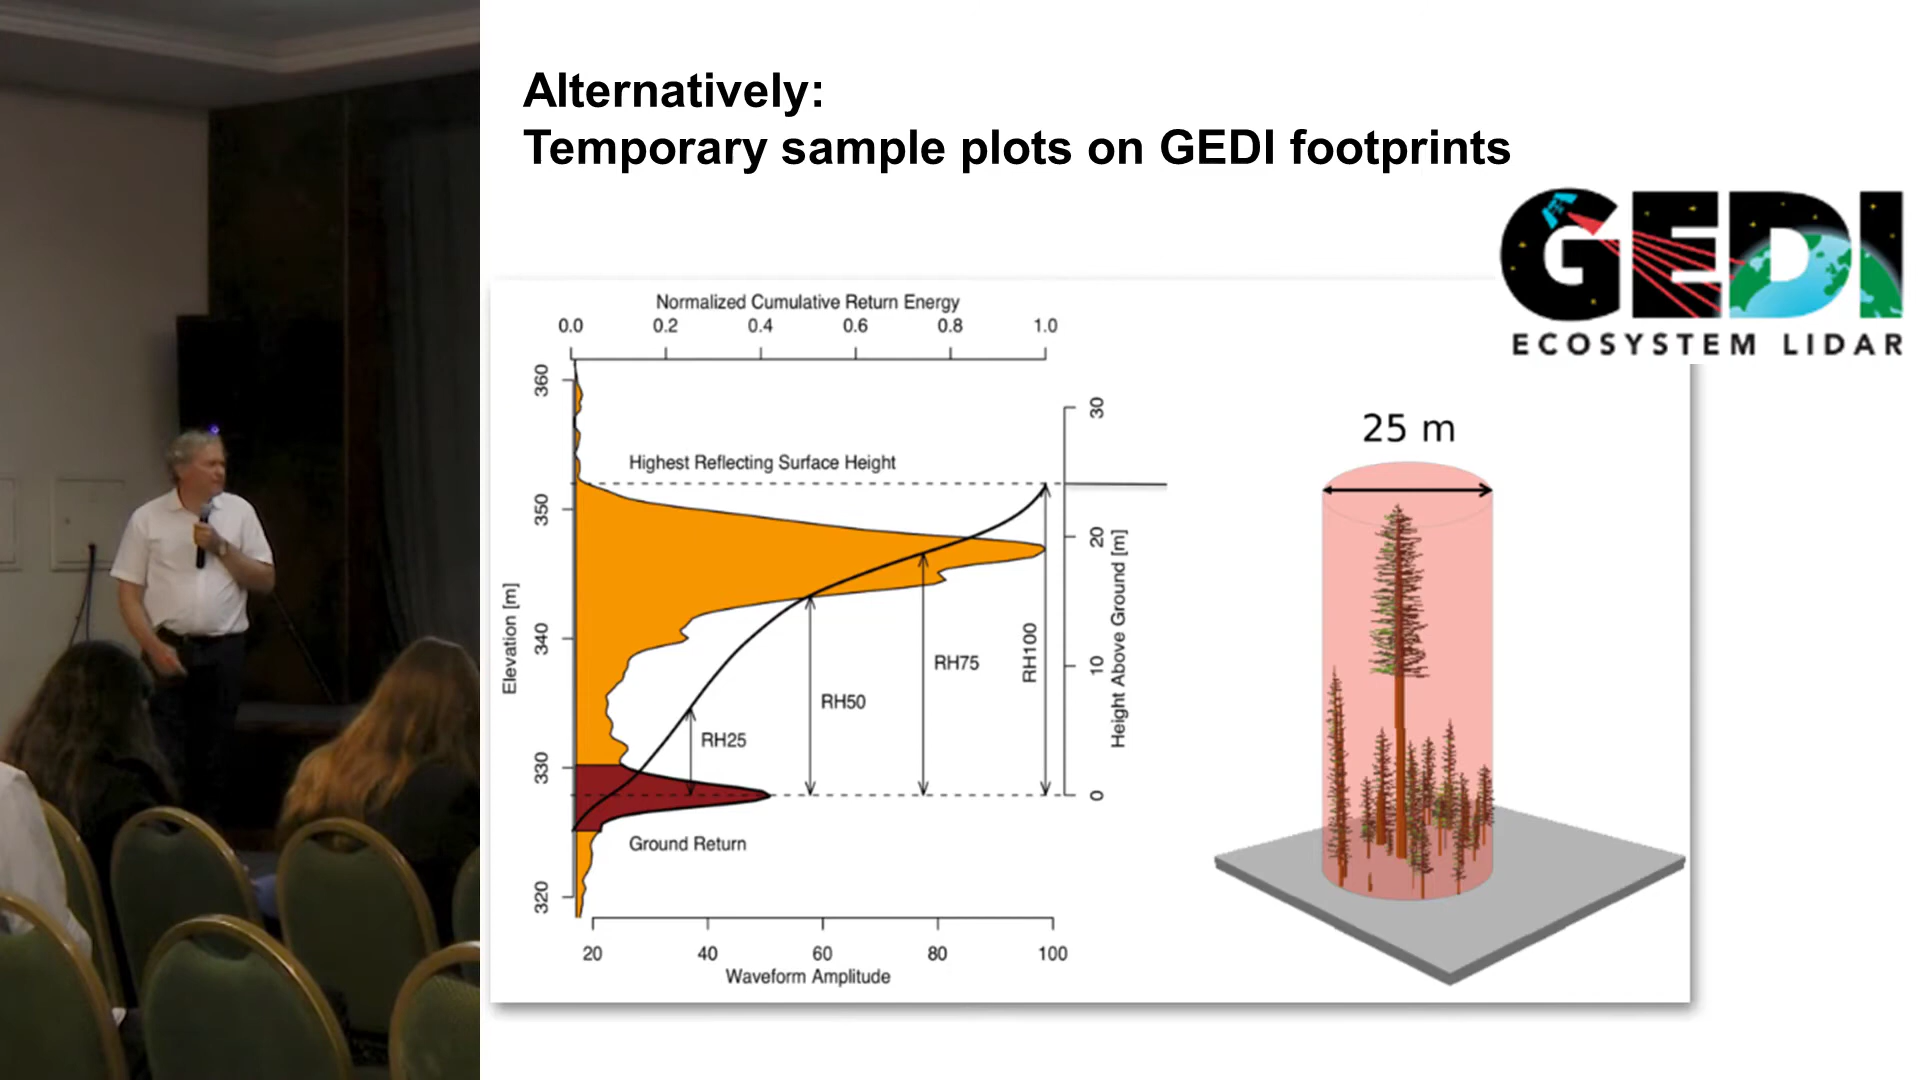 Alternatively:
Temporary sample plots on GEDI footprints
GEDI
ECOSYSTEM LIDAR
Normalized Cumulative Return Energy
0.0 0.2 0.4 0.6 0.8 1.0
Highest Reflecting Surface Height
Elevation [m]
360
350
340
330
320
RH25
RH50
RH75
RH100
30
20
10
0
Height Above Ground [m]
Ground Return
20 40 60 80 100
Waveform Amplitude
25 m